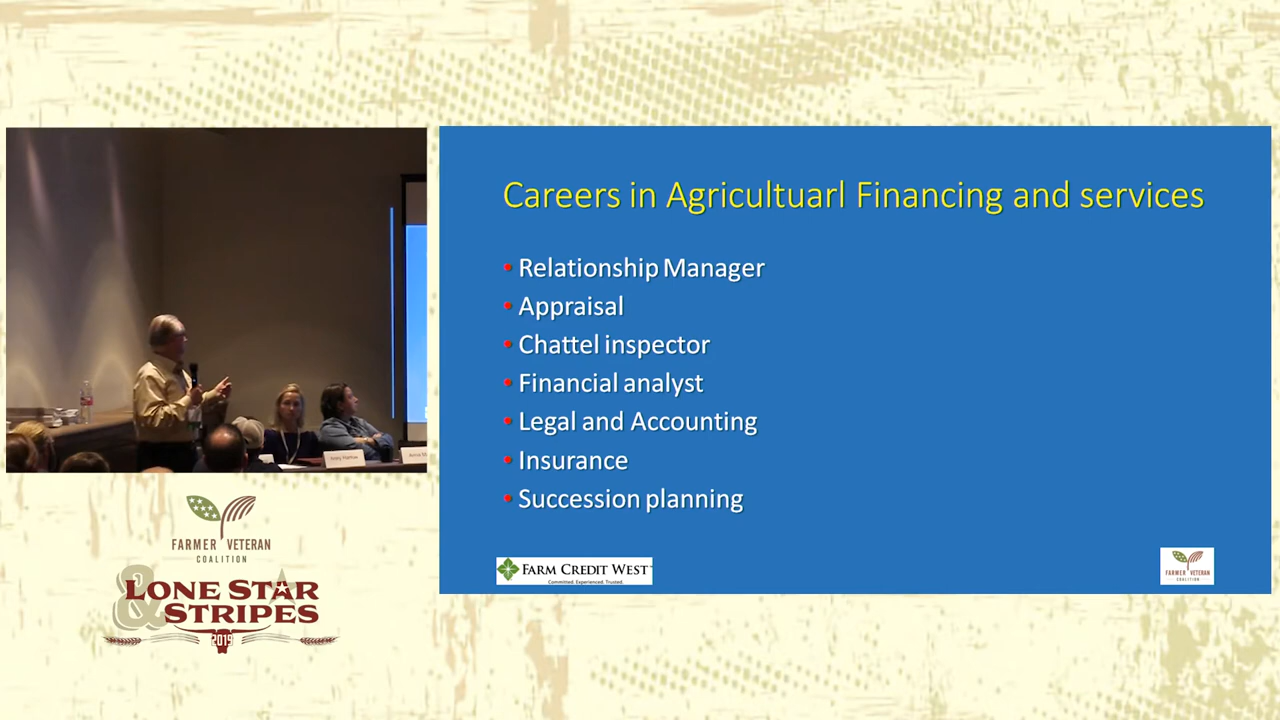 Careers in Agricultuarl Financing and services
• Relationship Manager
• Appraisal
• Chattel inspector
• Financial analyst
• Legal and Accounting
• Insurance
• Succession planning
FARM CREDIT WEST
Committed. Experienced. Trusted.
FARMER VETERAN
COALITION
FARMER VETERAN
COALITION
&
LONE STAR
STRIPES
2019